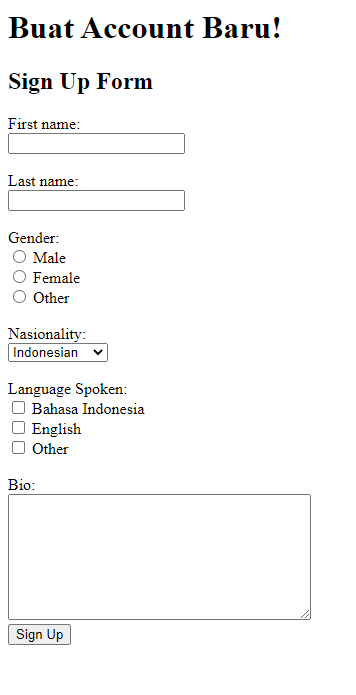 Buat Account Baru!
Sign Up Form
First name:
Last name:
Gender:
Male
Female
Other
Nasionality:
Indonesian
Language Spoken:
Bahasa Indonesia
English
Other
Bio:
Sign Up